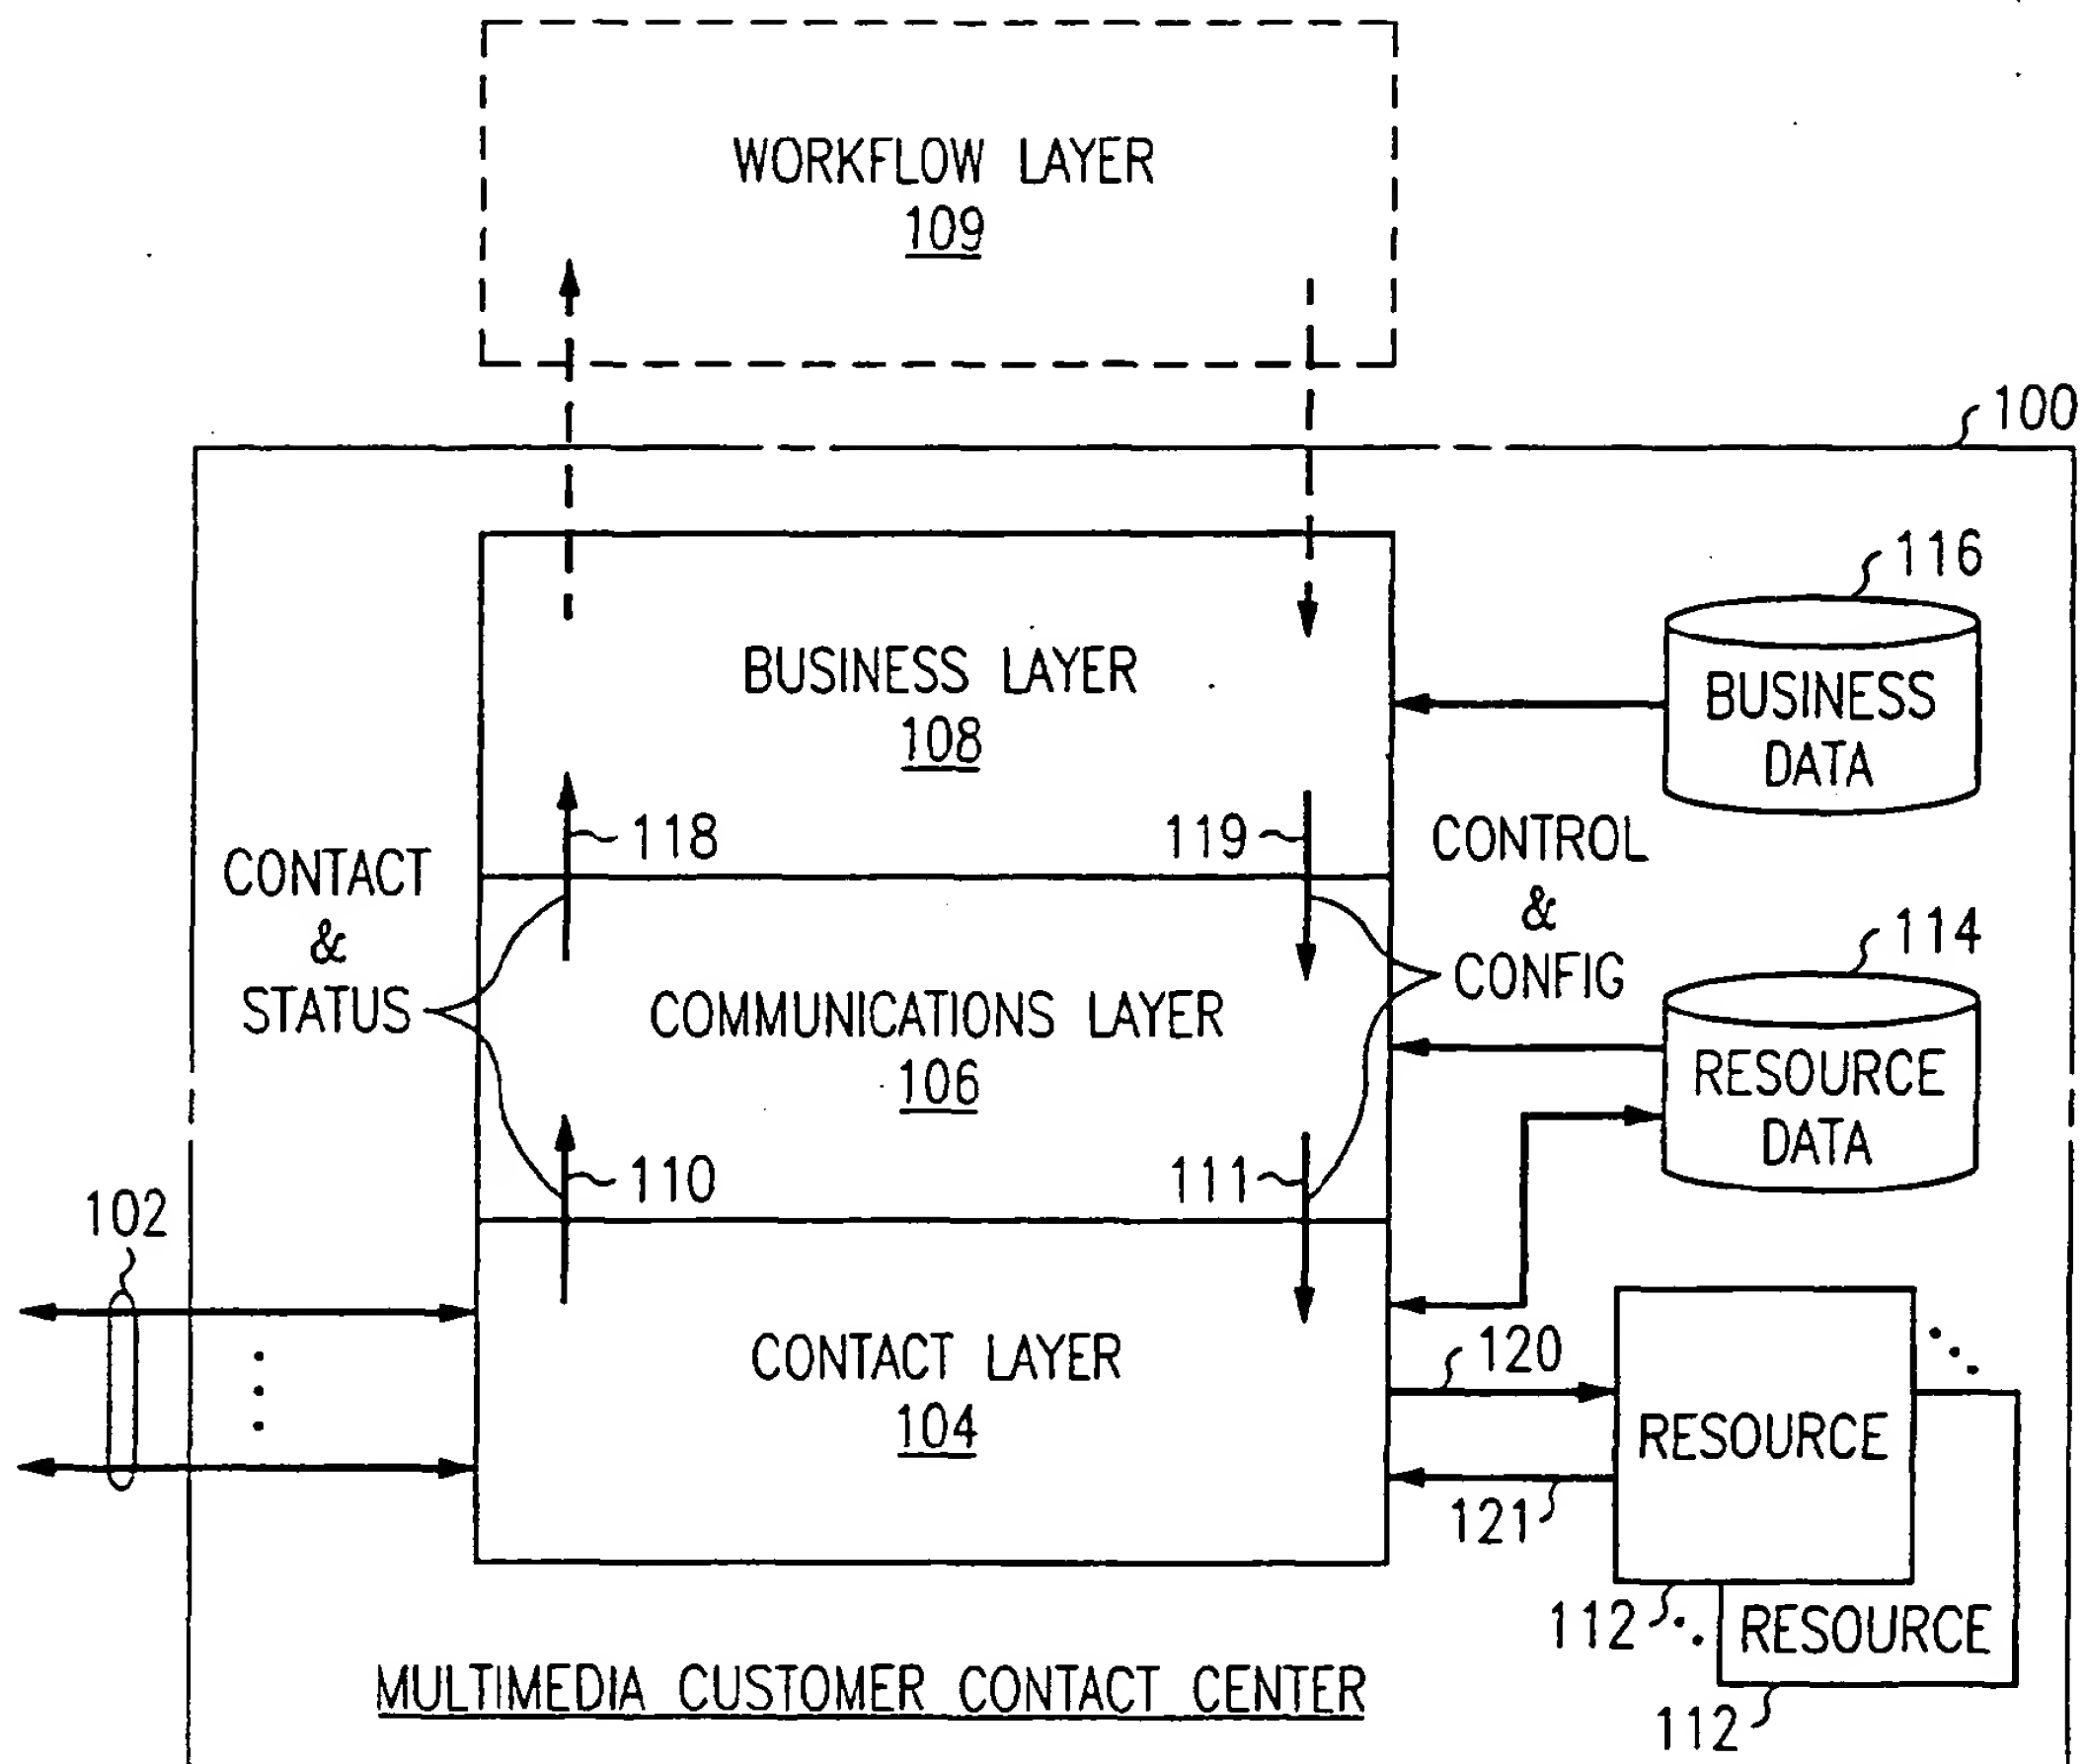 WORKFLOW LAYER
109
100
116
BUSINESS LAYER
108
BUSINESS
DATA
118
119
CONTACT
&
STATUS
CONTROL
&
CONFIG
114
COMMUNICATIONS LAYER
106
RESOURCE
DATA
110
111
102
CONTACT LAYER
104
120
RESOURCE
121
112
RESOURCE
112
MULTIMEDIA CUSTOMER CONTACT CENTER